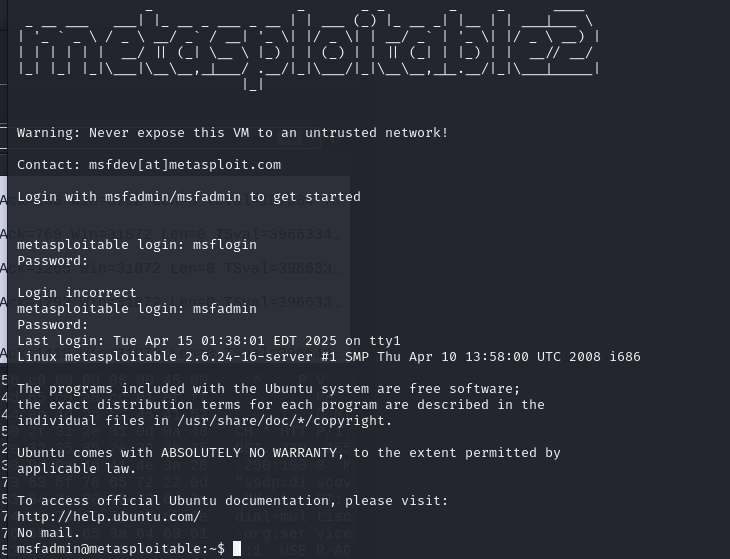 metasploitable2
Warning: Never expose this VM to an untrusted network!
Contact: msfdev[at]metasploit.com
Login with msfadmin/msfadmin to get started
metasploitable login: msflogin
Password:
Login incorrect
metasploitable login: msfadmin
Password:
Last login: Tue Apr 15 01:38:01 EDT 2025 on tty1
Linux metasploitable 2.6.24-16-server #1 SMP Thu Apr 10 13:58:00 UTC 2008 i686
The programs included with the Ubuntu system are free software;
the exact distribution terms for each program are described in the
individual files in /usr/share/doc/*/copyright.
Ubuntu comes with ABSOLUTELY NO WARRANTY, to the extent permitted by
applicable law.
To access official Ubuntu documentation, please visit:
http://help.ubuntu.com/
No mail.
msfadmin@metasploitable:~$